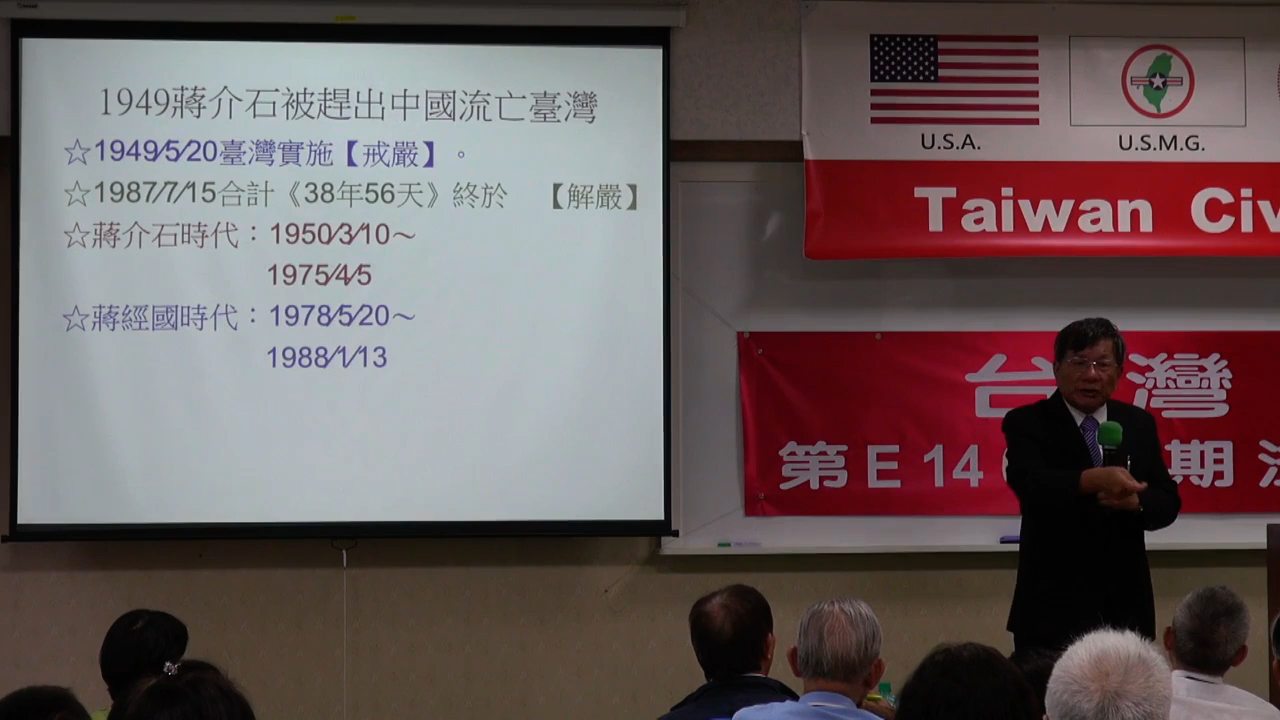 1949蔣介石被趕出中國流亡臺灣
☆1949/5/20臺灣實施【戒嚴】。
☆1987/7/15合計《38年56天》終於 【解嚴】
☆蔣介石時代：1950/3/10～
1975/4/5
☆蔣經國時代：1978/5/20～
1988/1/13
U.S.A.
U.S.M.G.
Taiwan Civ
台灣
第E14 期